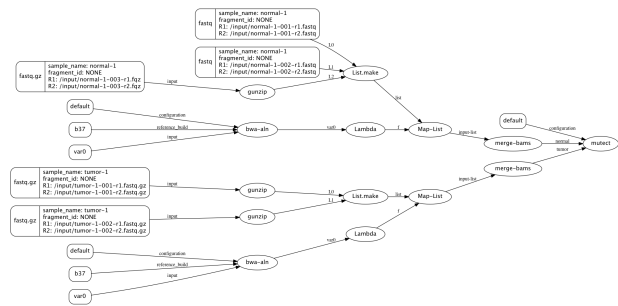 fastq
sample_name: normal-1
fragment_id: NONE
R1: /input/normal-1-001-r1.fastq
R2: /input/normal-1-001-r2.fastq
L0
fastq
sample_name: normal-1
fragment_id: NONE
R1: /input/normal-1-002-r1.fastq
R2: /input/normal-1-002-r2.fastq
L1
List.make
fastq.gz
sample_name: normal-1
fragment_id: NONE
R1: /input/normal-1-003-r1.fqz
R2: /input/normal-1-003-r2.fqz
input
gunzip
L2
list
default
configuration
b37
reference_build
var0
input
bwa-aln
var0
Lambda
f
Map-List
input-list
merge-bams
normal
default
configuration
mutect
tumor
merge-bams
fastq.gz
sample_name: tumor-1
fragment_id: NONE
R1: /input/tumor-1-001-r1.fastq.gz
R2: /input/tumor-1-001-r2.fastq.gz
input
gunzip
L0
List.make
list
Map-List
input-list
fastq.gz
sample_name: tumor-1
fragment_id: NONE
R1: /input/tumor-1-002-r1.fastq.gz
R2: /input/tumor-1-002-r2.fastq.gz
input
gunzip
L1
Lambda
f
default
configuration
b37
reference_build
var0
input
bwa-aln
var0